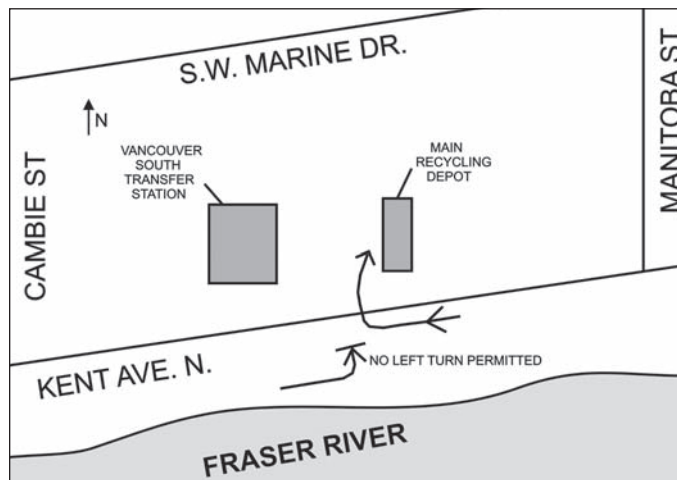 S.W. MARINE DR.
MANITOBA ST
N
CAMBIE ST
VANCOUVER
SOUTH
TRANSFER
STATION
MAIN
RECYCLING
DEPOT
KENT AVE. N.
NO LEFT TURN PERMITTED
FRASER RIVER